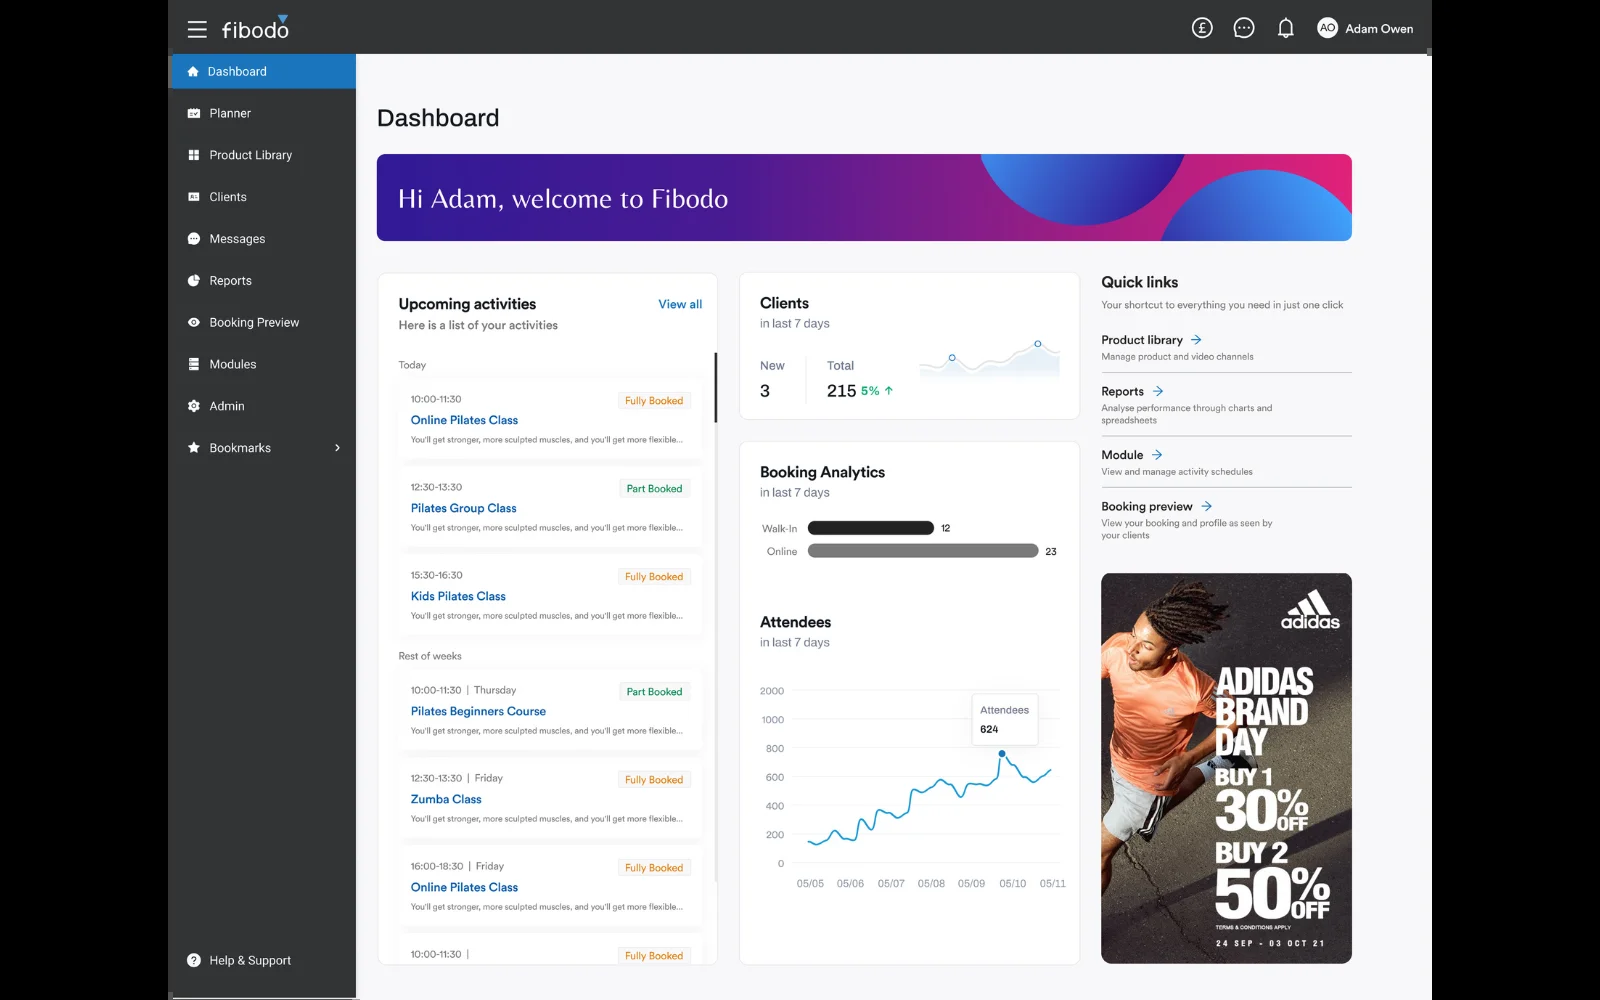 fibodo
£
AO
Adam Owen
Dashboard
Planner
Product Library
Clients
Messages
Reports
Booking Preview
Modules
Admin
Bookmarks
Help & Support
Dashboard
Hi Adam, welcome to Fibodo
Upcoming activities
View all
Here is a list of your activities
Today
10:00-11:30
Fully Booked
Online Pilates Class
You'll get stronger, more sculpted muscles, and you'll get more flexible...
12:30-13:30
Part Booked
Pilates Group Class
You'll get stronger, more sculpted muscles, and you'll get more flexible...
15:30-16:30
Fully Booked
Kids Pilates Class
You'll get stronger, more sculpted muscles, and you'll get more flexible...
Rest of weeks
10:00-11:30 | Thursday
Part Booked
Pilates Beginners Course
You'll get stronger, more sculpted muscles, and you'll get more flexible...
12:30-13:30 | Friday
Fully Booked
Zumba Class
You'll get stronger, more sculpted muscles, and you'll get more flexible...
16:00-18:30 | Friday
Fully Booked
Online Pilates Class
You'll get stronger, more sculpted muscles, and you'll get more flexible...
10:00-11:30 |
Fully Booked
Clients
in last 7 days
New
3
Total
215 5% ↑
Booking Analytics
in last 7 days
Walk-In 12
Online 23
Attendees
in last 7 days
2000
1000
800
600
400
200
0
Attendees
624
05/05 05/06 05/07 05/08 05/09 05/10 05/11
Quick links
Your shortcut to everything you need in just one click
Product library →
Manage product and video channels
Reports →
Analyse performance through charts and
spreadsheets
Module →
View and manage activity schedules
Booking preview →
View your booking and profile as seen by
your clients
adidas
ADIDAS
BRAND
DAY
BUY 1
30% OFF
BUY 2
50% OFF
TERMS & CONDITIONS APPLY
24 SEP - 03 OCT 21